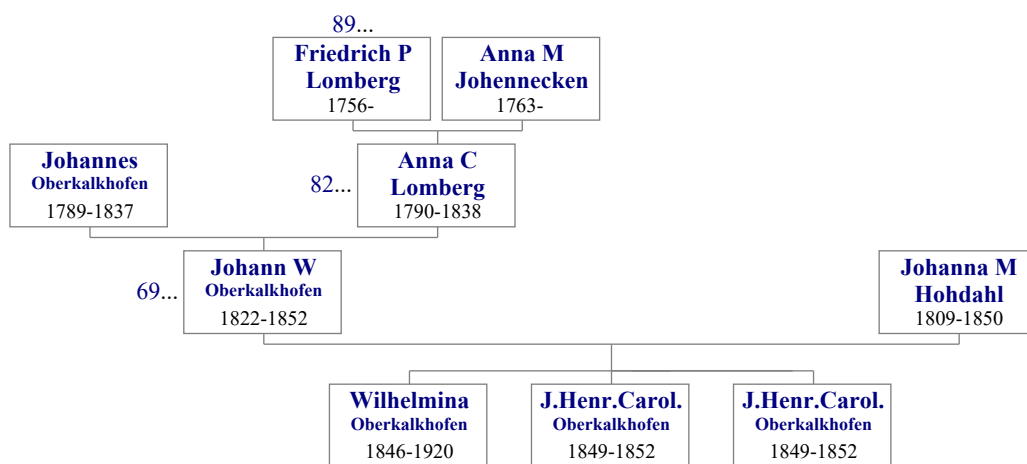 89...
Friedrich P
Lomberg
1756-
Anna M
Johennecken
1763-
Johannes
Oberkalkhofen
1789-1837
82...
Anna C
Lomberg
1790-1838
69...
Johann W
Oberkalkhofen
1822-1852
Johanna M
Hohdahl
1809-1850
Wilhelmina
Oberkalkhofen
1846-1920
J.Henr.Carol.
Oberkalkhofen
1849-1852
J.Henr.Carol.
Oberkalkhofen
1849-1852